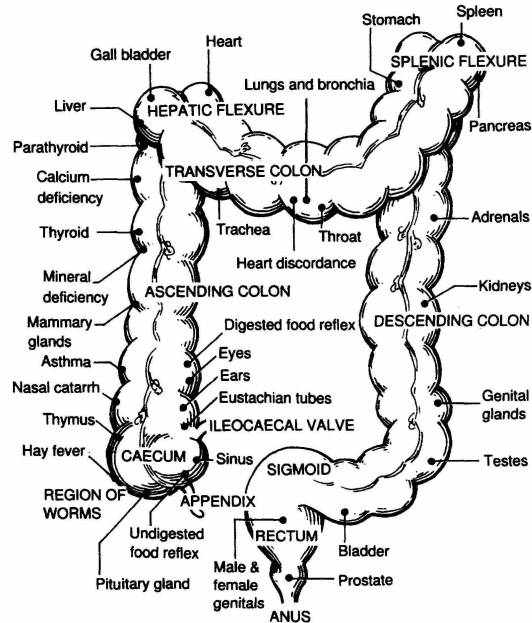 Spleen
Stomach
SPLENIC FLEXURE
Heart
Gall bladder
Lungs and bronchia
Liver
HEPATIC FLEXURE
Pancreas
Parathyroid
TRANSVERSE COLON
Calcium
deficiency
Adrenals
Trachea
Throat
Thyroid
Heart discordance
Mineral
deficiency
Kidneys
ASCENDING COLON
Mammary
glands
Digested food reflex
DESCENDING COLON
Eyes
Asthma
Ears
Nasal catarrh
Eustachian tubes
Genital
glands
Thymus
ILEOCAECAL VALVE
Hay fever
CAECUM
Sinus
SIGMOID
Testes
REGION OF
WORMS
APPENDIX
Undigested
food reflex
RECTUM
Bladder
Pituitary gland
Male &
female
genitals
Prostate
ANUS